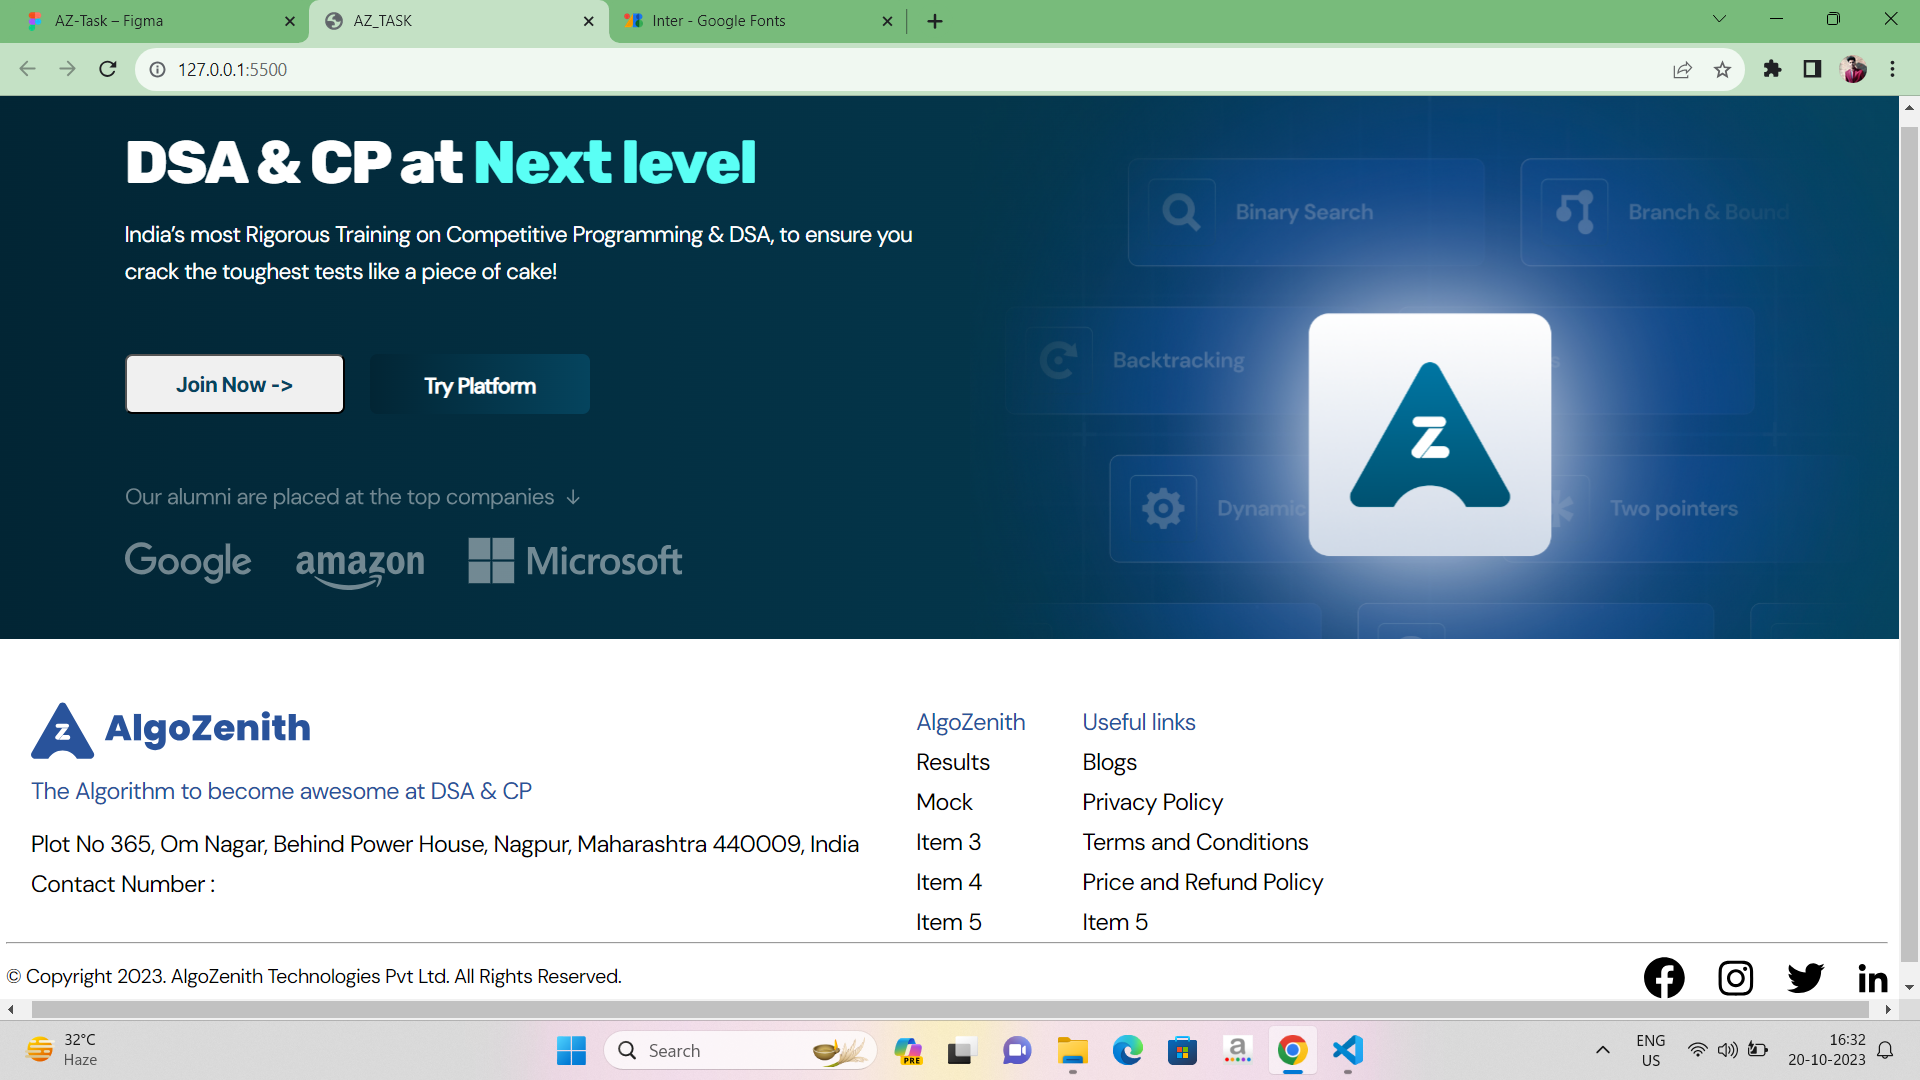 AZ-Task – Figma
AZ_TASK
Inter - Google Fonts
127.0.0.1:5500
DSA & CP at Next level
India’s most Rigorous Training on Competitive Programming & DSA, to ensure you
crack the toughest tests like a piece of cake!
Join Now ->
Try Platform
Our alumni are placed at the top companies ↓
Google
amazon
Microsoft
Binary Search
Branch & Bound
Backtracking
Z
Dynamic
Two pointers
Z
AlgoZenith
The Algorithm to become awesome at DSA & CP
Plot No 365, Om Nagar, Behind Power House, Nagpur, Maharashtra 440009, India
Contact Number :
AlgoZenith
Results
Mock
Item 3
Item 4
Item 5
Useful links
Blogs
Privacy Policy
Terms and Conditions
Price and Refund Policy
Item 5
© Copyright 2023. AlgoZenith Technologies Pvt Ltd. All Rights Reserved.
in
32°C
Haze
Search
PRE
a
ENG
US
16:32
20-10-2023